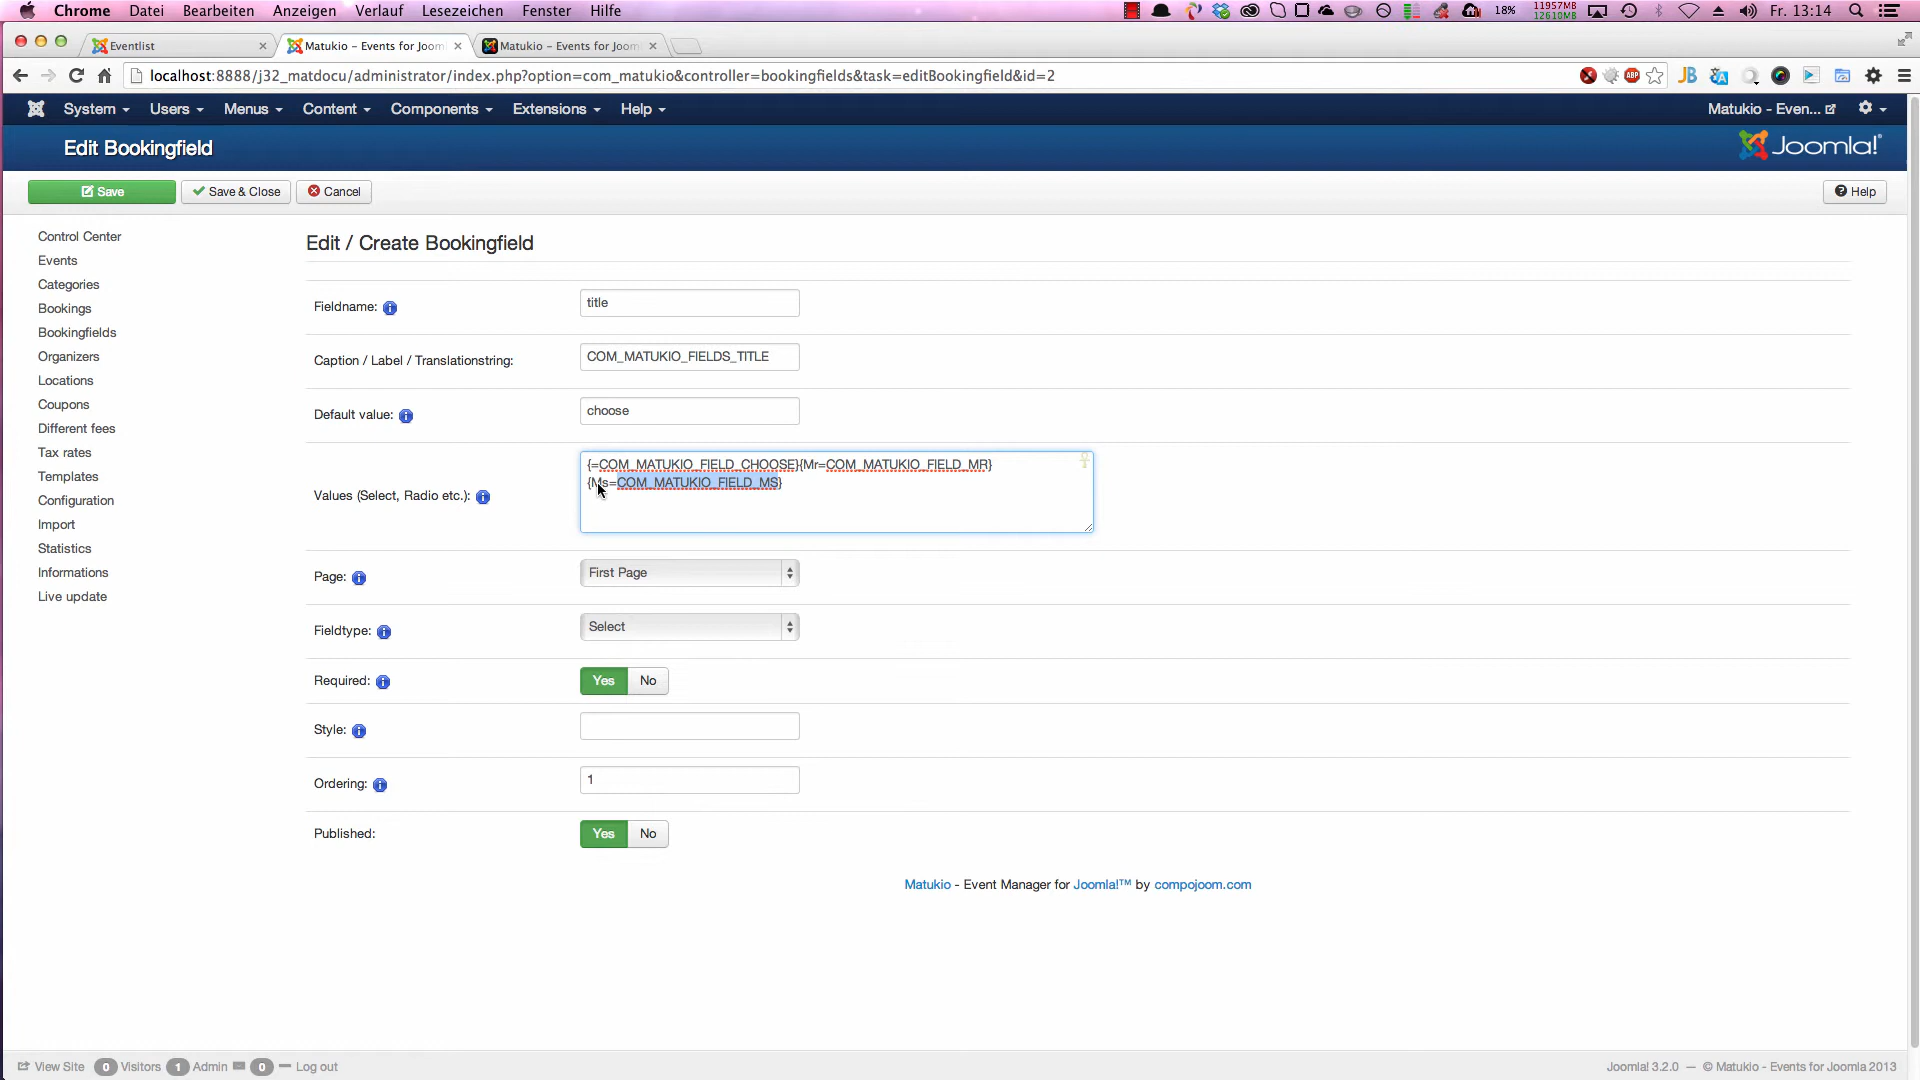 Chrome Datei Bearbeiten Anzeigen Verlauf Lesezeichen Fenster Hilfe
18% 11957MB 12610MB Fr. 13:14
Eventlist
Matukio - Events for Jooml
Matukio - Events for Joom
localhost:8888/j32_matdocu/administrator/index.php?option=com_matukio&controller=bookingfields&task=editBookingfield&id=2
ABP JB
System Users Menus Content Components Extensions Help
Matukio - Even...
Edit Bookingfield
Joomla!®
Save
Save & Close
Cancel
Help
Control Center
Events
Categories
Bookings
Bookingfields
Organizers
Locations
Coupons
Different fees
Tax rates
Templates
Configuration
Import
Statistics
Informations
Live update
Edit / Create Bookingfield
Fieldname: title
Caption / Label / Translationstring: COM_MATUKIO_FIELDS_TITLE
Default value: choose
Values (Select, Radio etc.):
{=COM_MATUKIO_FIELD_CHOOSE}{Mr=COM_MATUKIO_FIELD_MR}
{Ms=COM_MATUKIO_FIELD_MS}
Page: First Page
Fieldtype: Select
Required: Yes No
Style:
Ordering: 1
Published: Yes No
Matukio - Event Manager for Joomla!™ by compojoom.com
View Site 0 Visitors 1 Admin 0 Log out
Joomla! 3.2.0 — © Matukio - Events for Joomla 2013